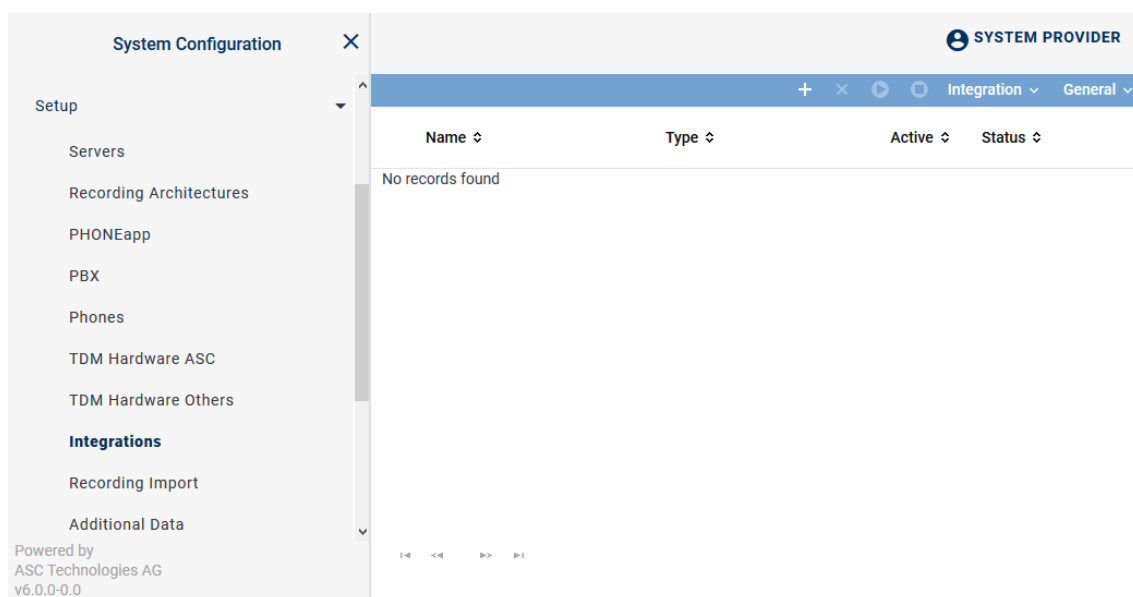 System Configuration
SYSTEM PROVIDER
Setup
Integration
General
Servers
Name
Type
Active
Status
No records found
Recording Architectures
PHONEapp
PBX
Phones
TDM Hardware ASC
TDM Hardware Others
Integrations
Recording Import
Additional Data
Powered by
ASC Technologies AG
v6.0.0-0.0